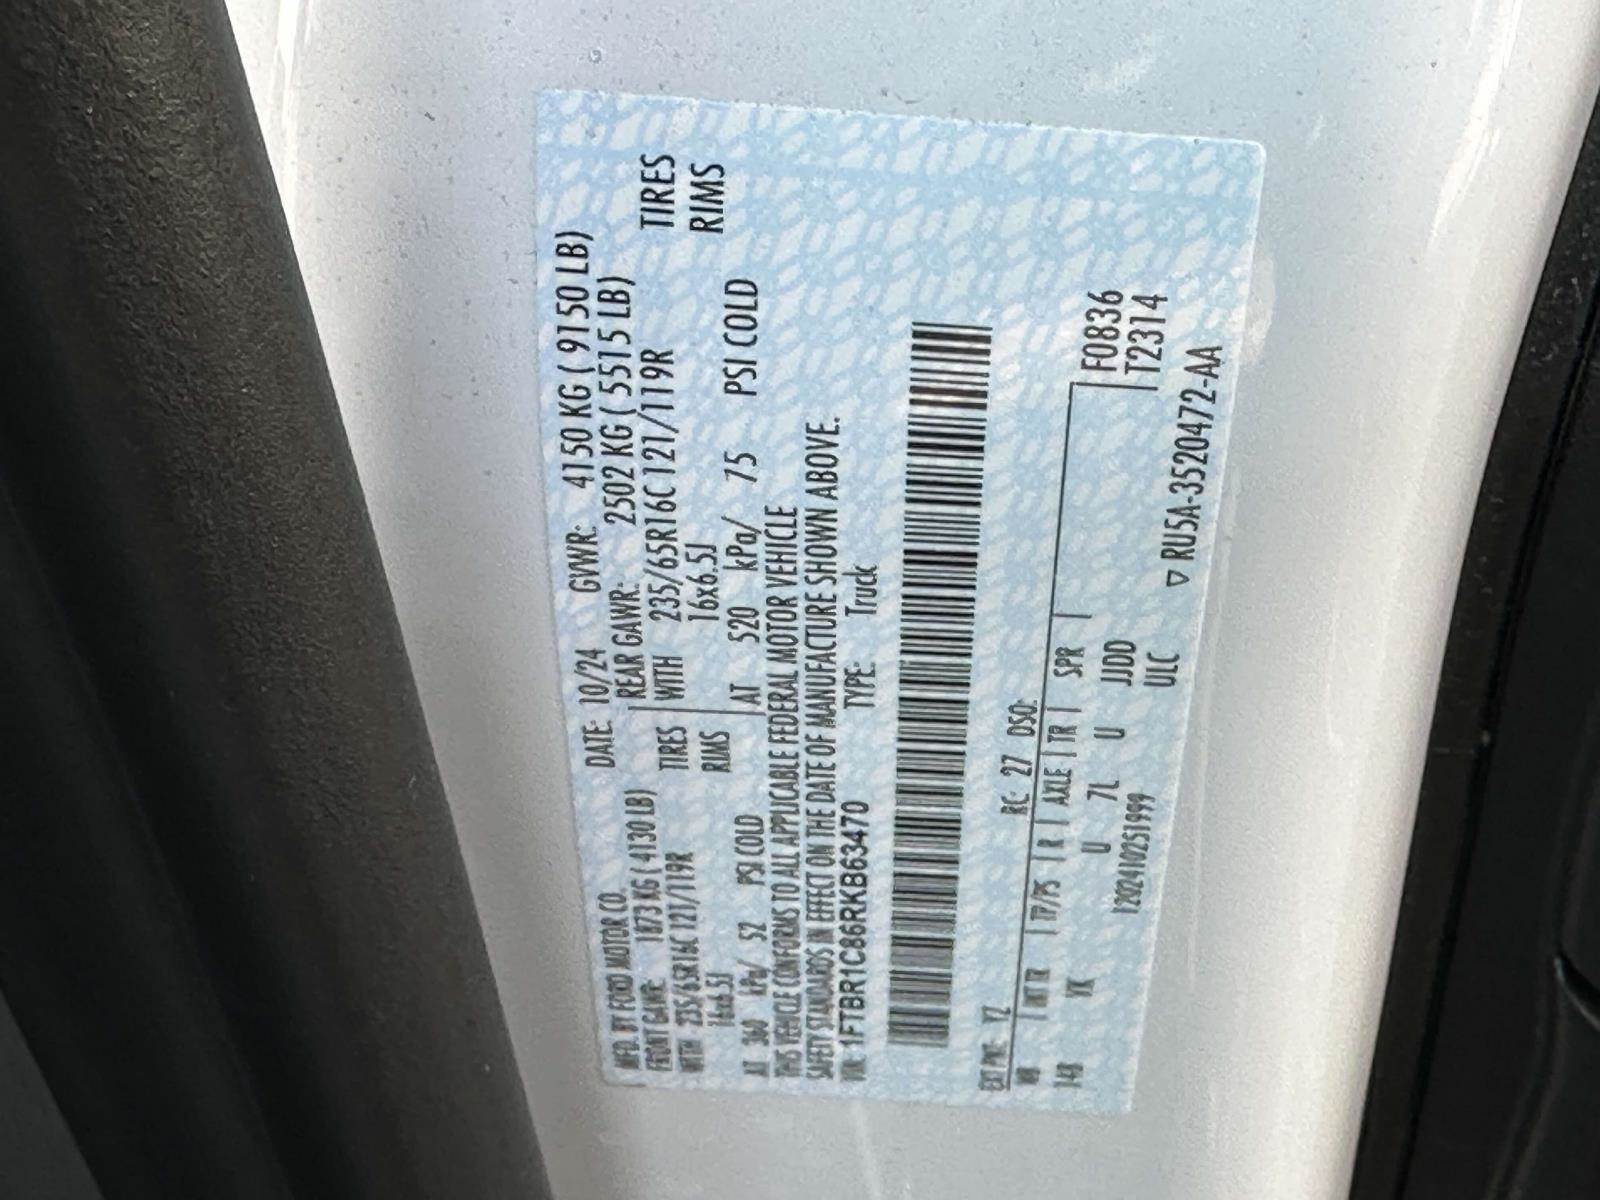 MFD. BY FORD MOTOR CO.
DATE: 10/24 GVWR: 4150 KG ( 9150 LB)
FRONT GAWR: 1873 KG ( 4130 LB)
REAR GAWR: 2502 KG ( 5515 LB)
WITH 235/65R16C 121/119R TIRES
WITH 235/65R16C 121/119R TIRES
16x6.5J RIMS
16x6.5J RIMS
AT 360 kPa/ 52 PSI COLD
AT 520 kPa/ 75 PSI COLD
THIS VEHICLE CONFORMS TO ALL APPLICABLE FEDERAL MOTOR VEHICLE
SAFETY STANDARDS IN EFFECT ON THE DATE OF MANUFACTURE SHOWN ABOVE.
VIN: 1FTBR1C86RKB63470 TYPE: Truck
EXT PNT: YZ RC: 27 DSO:
WB INT TR TP/PS R AXLE TR SPR F0836
148 U 7L U JJDD T2314
1202410251999 ULC ▽ RU5A-3520472-AA